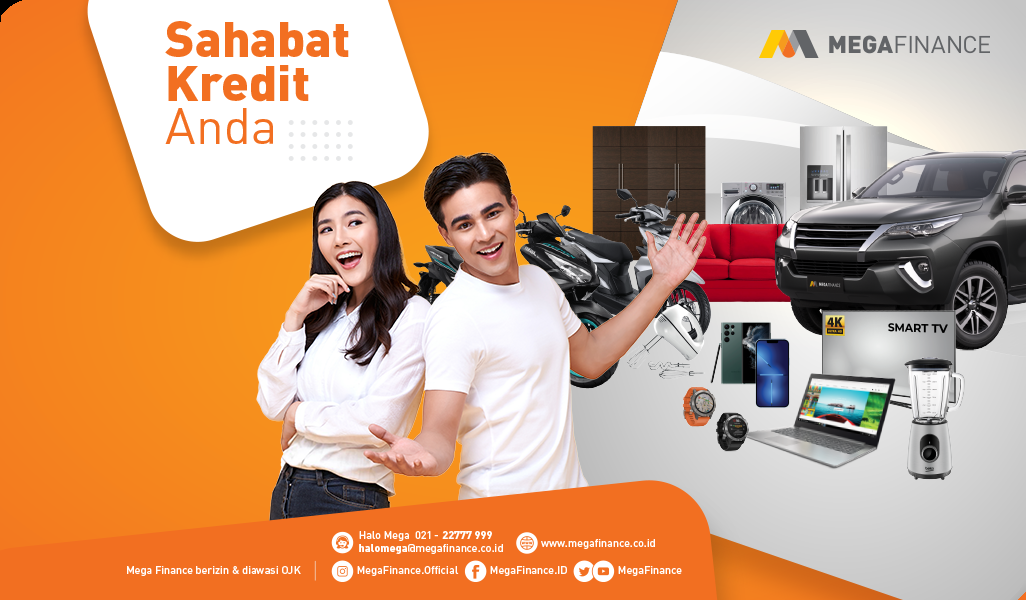 Sahabat
Kredit
Anda
MEGAFINANCE
MEGAFINANCE
4K
SMART TV
Halo Mega 021 - 22777 999
halomega@megafinance.co.id
www.megafinance.co.id
Mega Finance berizin & diawasi OJK
MegaFinance.Official
MegaFinance.ID
MegaFinance